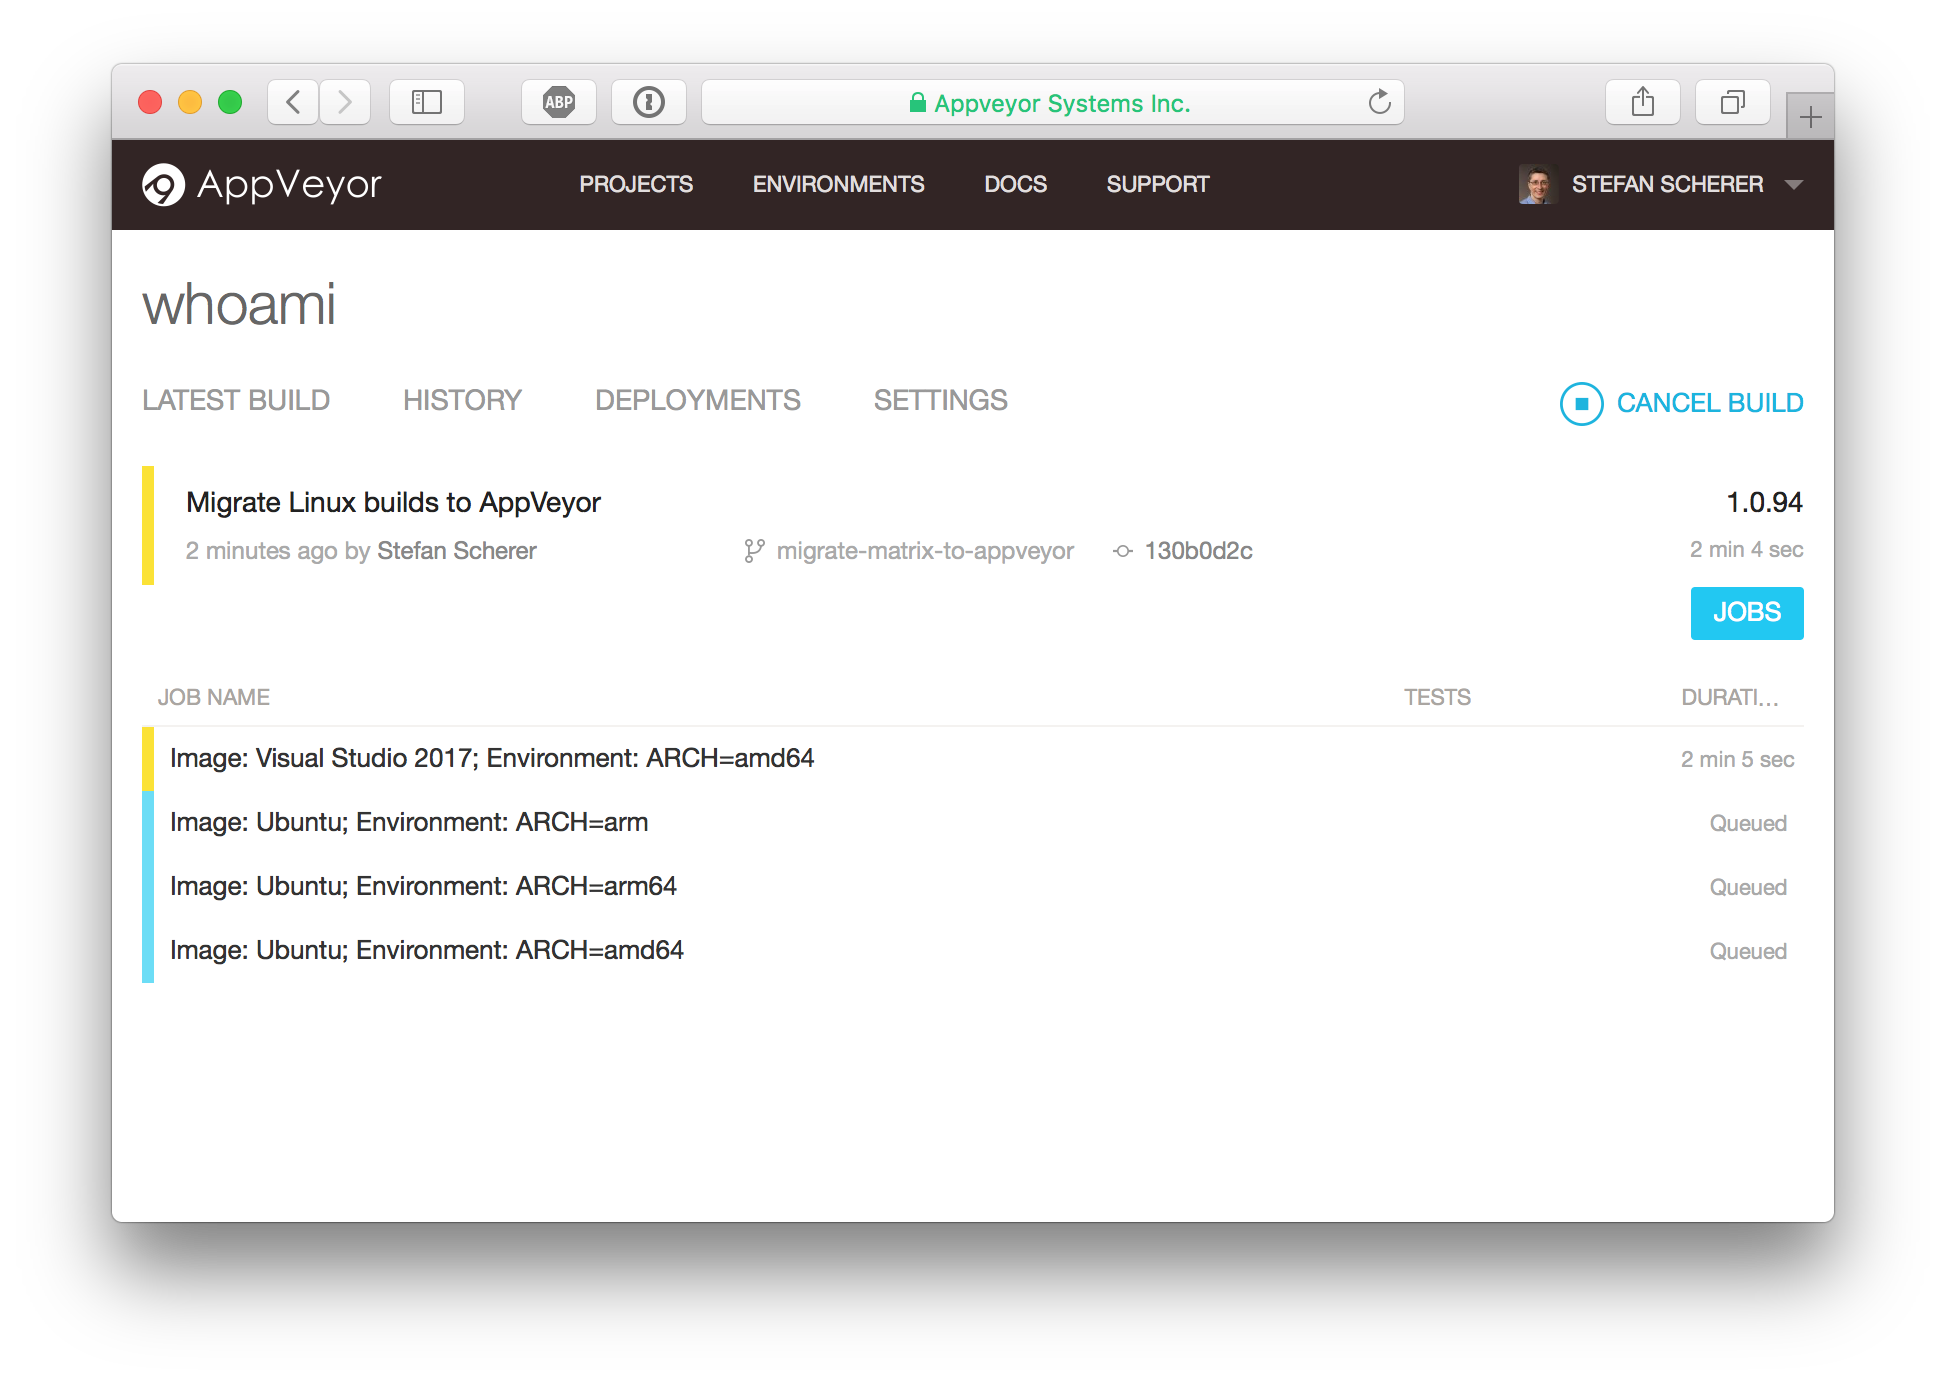 ABP
Appveyor Systems Inc.
AppVeyor PROJECTS ENVIRONMENTS DOCS SUPPORT STEFAN SCHERER
whoami
LATEST BUILD HISTORY DEPLOYMENTS SETTINGS CANCEL BUILD
Migrate Linux builds to AppVeyor 1.0.94
2 minutes ago by Stefan Scherer migrate-matrix-to-appveyor 130b0d2c 2 min 4 sec
JOBS
JOB NAME TESTS DURATI...
Image: Visual Studio 2017; Environment: ARCH=amd64 2 min 5 sec
Image: Ubuntu; Environment: ARCH=arm Queued
Image: Ubuntu; Environment: ARCH=arm64 Queued
Image: Ubuntu; Environment: ARCH=amd64 Queued